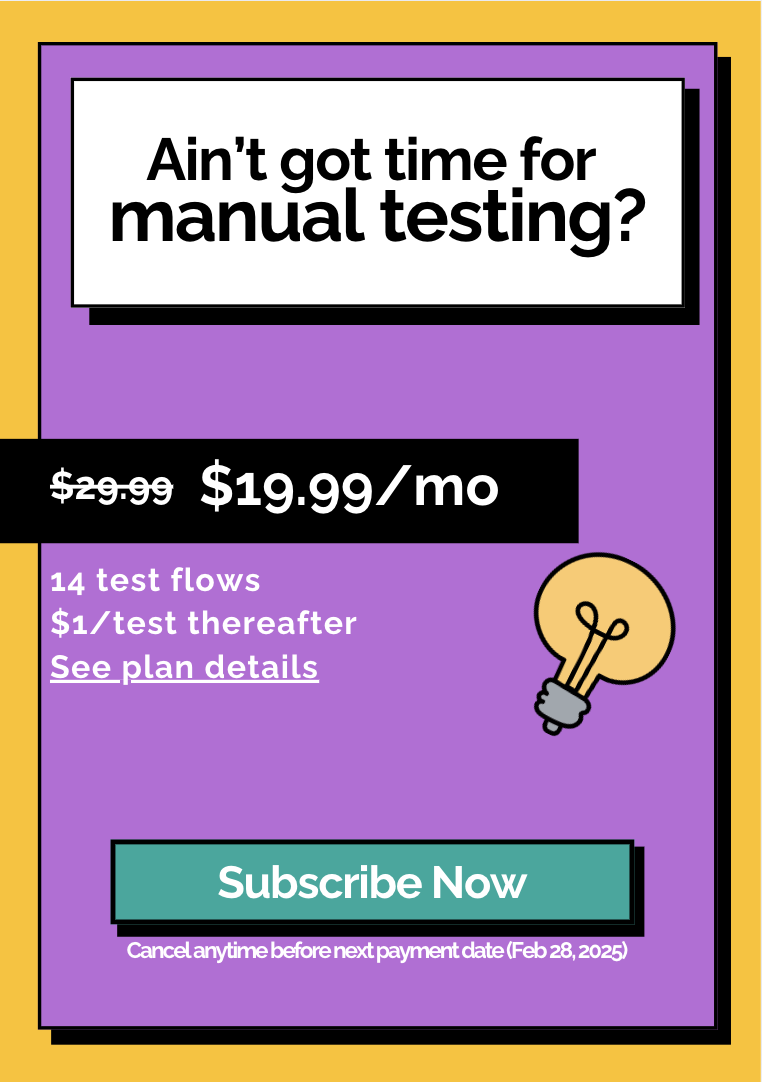 Ain’t got time for
manual testing?
$29.99 $19.99/mo
14 test flows
$1/test thereafter
See plan details
Subscribe Now
Cancel anytime before next payment date (Feb 28, 2025)